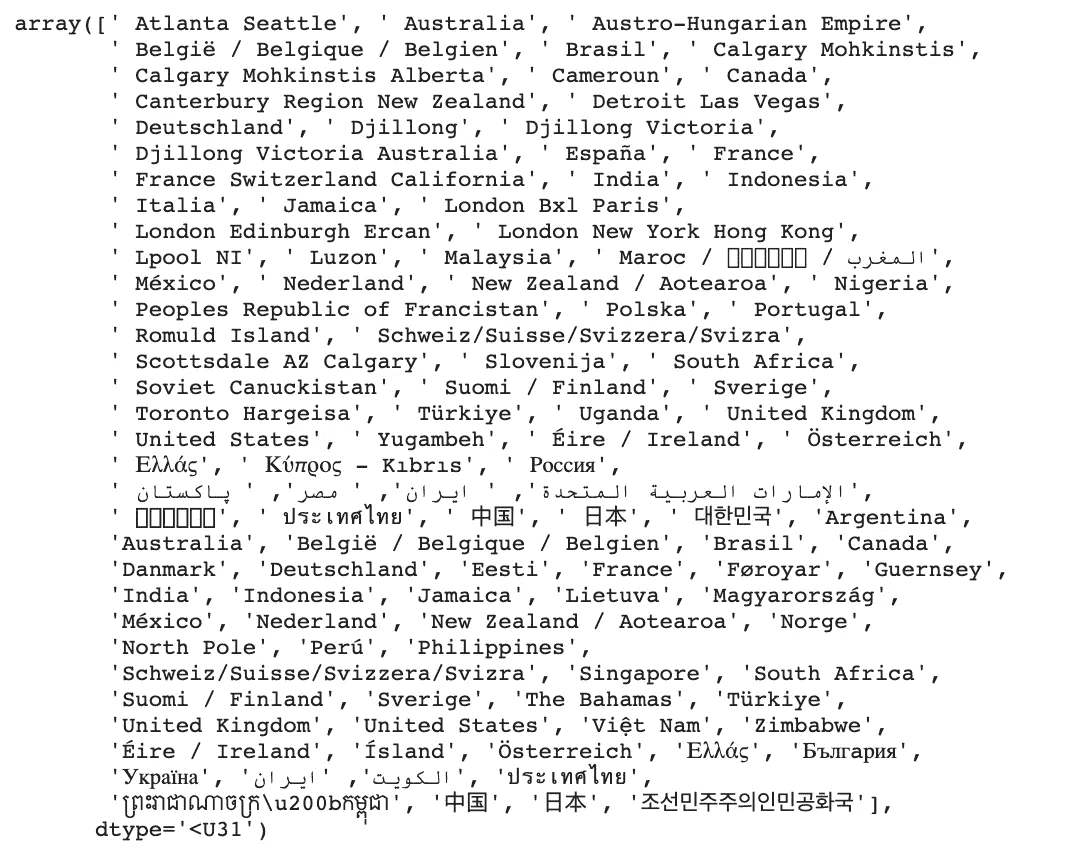 array([' Atlanta Seattle', ' Australia', ' Austro-Hungarian Empire',
' België / Belgique / Belgien', ' Brasil', ' Calgary Mohkinstis',
' Calgary Mohkinstis Alberta', ' Cameroun', ' Canada',
' Canterbury Region New Zealand', ' Detroit Las Vegas',
' Deutschland', ' Djillong', ' Djillong Victoria',
' Djillong Victoria Australia', ' España', ' France',
' France Switzerland California', ' India', ' Indonesia',
' Italia', ' Jamaica', ' London Bxl Paris',
' London Edinburgh Ercan', ' London New York Hong Kong',
' Lpool NI', ' Luzon', ' Malaysia', ' Maroc / / المغرب',
' México', ' Nederland', ' New Zealand / Aotearoa', ' Nigeria',
' Peoples Republic of Francistan', ' Polska', ' Portugal',
' Romuld Island', ' Schweiz/Suisse/Svizzera/Svizra',
' Scottsdale AZ Calgary', ' Slovenija', ' South Africa',
' Soviet Canuckistan', ' Suomi / Finland', ' Sverige',
' Toronto Hargeisa', ' Türkiye', ' Uganda', ' United Kingdom',
' United States', ' Yugambeh', ' Éire / Ireland', ' Österreich',
' Ελλάς', ' Κύπρος - Kıbrıs', ' Россия',
' الإمارات العربية المتحدة', ' ایران', ' مصر', ' پاکستان',
' ', ' ประเทศไทย', ' 中国', ' 日本', ' 대한민국', 'Argentina',
'Australia', 'België / Belgique / Belgien', 'Brasil', 'Canada',
'Danmark', 'Deutschland', 'Eesti', 'France', 'Føroyar', 'Guernsey',
'India', 'Indonesia', 'Jamaica', 'Lietuva', 'Magyarország',
'México', 'Nederland', 'New Zealand / Aotearoa', 'Norge',
'North Pole', 'Perú', 'Philippines',
'Schweiz/Suisse/Svizzera/Svizra', 'Singapore', 'South Africa',
'Suomi / Finland', 'Sverige', 'The Bahamas', 'Türkiye',
'United Kingdom', 'United States', 'Việt Nam', 'Zimbabwe',
'Éire / Ireland', 'Ísland', 'Österreich', 'Ελλάς', 'България',
'Україна', 'ایران', 'الكويت', 'ประเทศไทย',
'ព្រះរាជាណាចក្រ\u200bកម្ពុជា', '中国', '日本', '조선민주주의인민공화국'],
dtype='<U31')